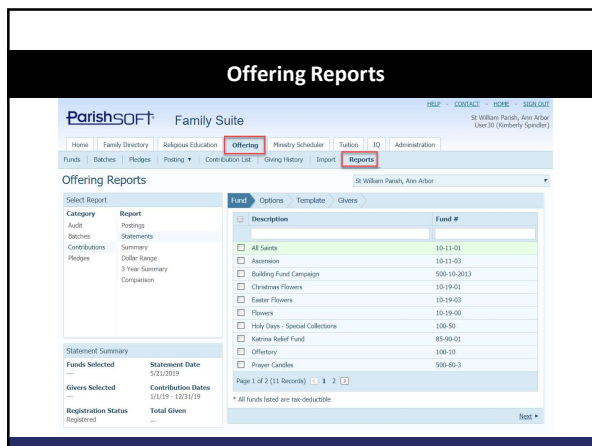 Offering Reports
HELP - CONTACT - HOME - SIGN OUT
ParishSOFT Family Suite
St William Parish, Ann Arbor
User30 (Kimberly Spindler)
Home Family Directory Religious Education Offering Ministry Scheduler Tuition IQ Administration
Funds Batches Pledges Posting ▾ Contribution List Giving History Import Reports
Offering Reports
St William Parish, Ann Arbor
Select Report
Category Report
Audit Postings
Batches Statements
Contributions Summary
Pledges Dollar Range
3 Year Summary
Comparison
Statement Summary
Funds Selected Statement Date
--- 5/21/2019
Givers Selected Contribution Dates
--- 1/1/19 - 12/31/19
Registration Status Total Given
Registered ---
Fund Options Template Givers
Description Fund #
All Saints 10-11-01
Ascension 10-11-03
Building Fund Campaign 500-10-2013
Christmas Flowers 10-19-01
Easter Flowers 10-19-03
Flowers 10-19-00
Holy Days - Special Collections 100-50
Katrina Relief Fund 85-90-01
Offertory 100-10
Prayer Candles 500-60-3
Page 1 of 2 (11 Records) < 1 2 >
* All funds listed are tax-deductible
Next ▸